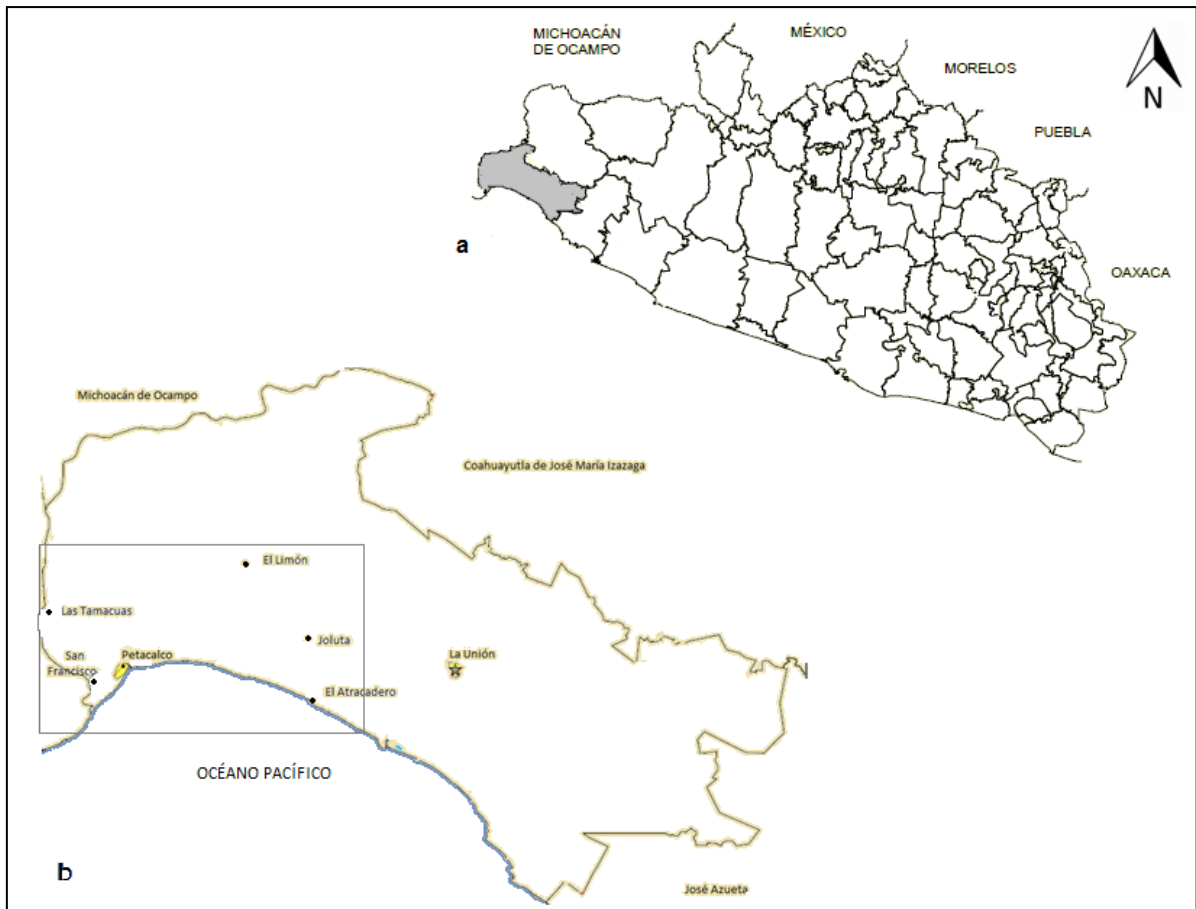 MICHOACÁN
DE OCAMPO
MÉXICO
MORELOS
N
PUEBLA
OAXACA
a
Michoacán de Ocampo
Coahuayutla de José María Izazaga
El Limón
Las Tamacuas
Joluta
San
Francisco
Petacalco
La Unión
El Atracadero
OCÉANO PACÍFICO
b
José Azueta